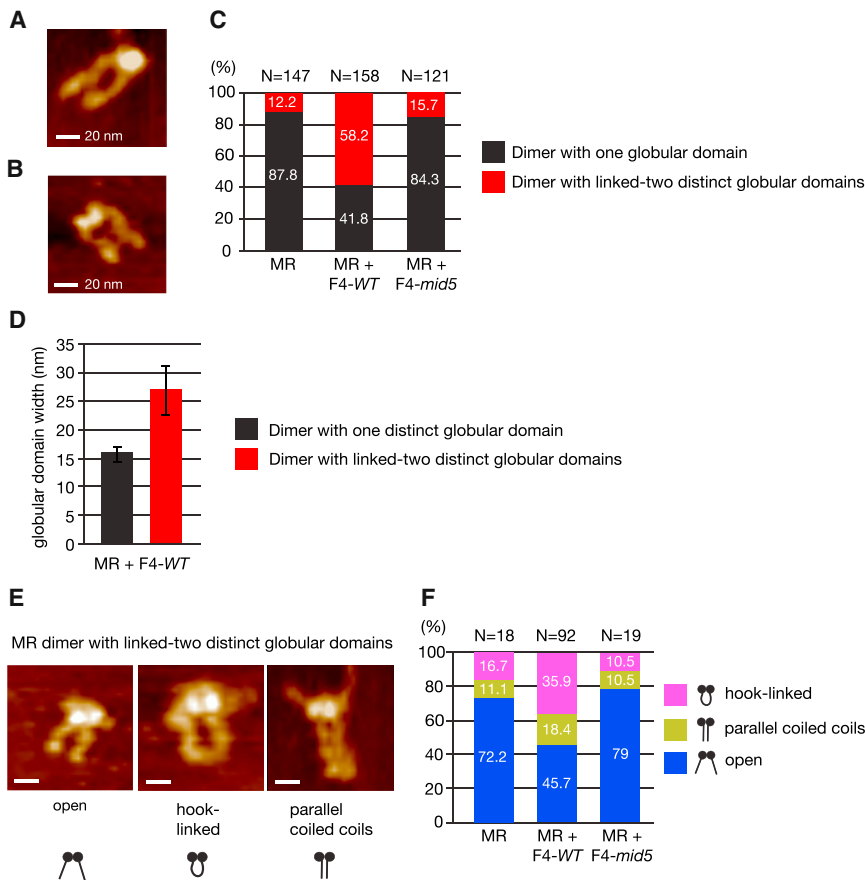 A
20 nm
B
20 nm
C
(%)
N=147 N=158 N=121
100
80
60
40
20
0
12.2 58.2 15.7
87.8 41.8 84.3
MR MR + MR +
F4-WT F4-mid5
Dimer with one globular domain
Dimer with linked-two distinct globular domains
D
globular domain width (nm)
35
30
25
20
15
10
5
0
MR + F4-WT
Dimer with one distinct globular domain
Dimer with linked-two distinct globular domains
E
MR dimer with linked-two distinct globular domains
open hook- parallel
linked coiled coils
F
(%)
N=18 N=92 N=19
100
80
60
40
20
0
16.7 35.9 10.5
11.1 18.4 10.5
72.2 45.7 79
MR MR + MR +
F4-WT F4-mid5
hook-linked
parallel coiled coils
open